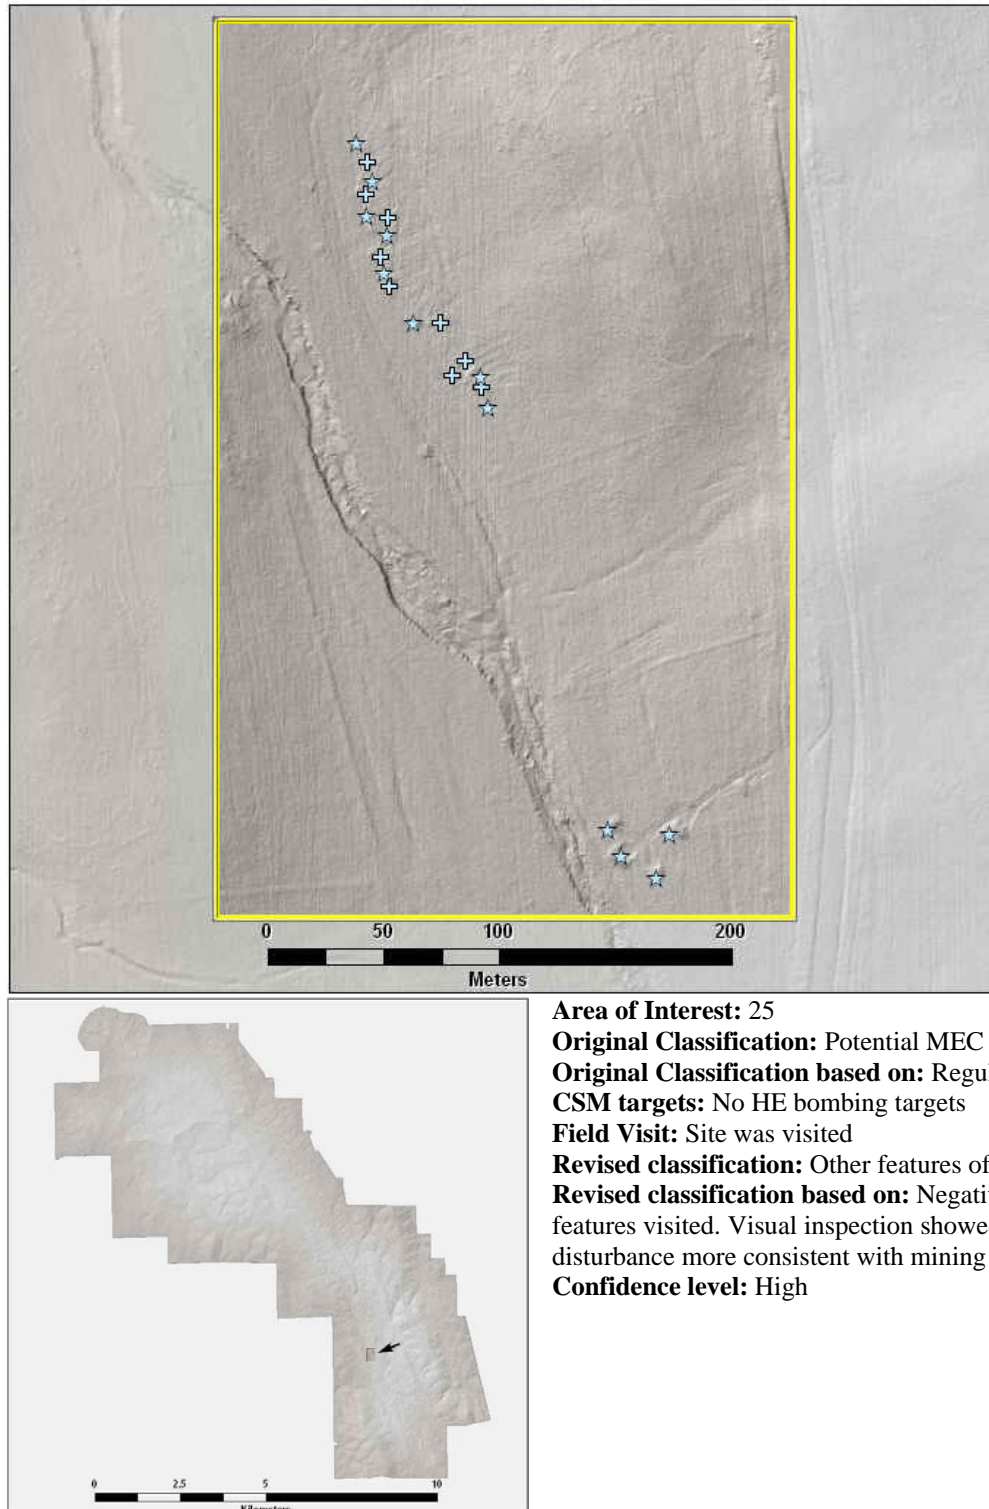 0 50 100 200
Meters
Area of Interest: 25
Original Classification: Potential MEC
Original Classification based on:
CSM targets: No HE bombing targets
Field Visit: Site was visited
Revised classification: Other features of
Revised classification based on:
features visited. Visual inspection showe
disturbance more consistent with mining
Confidence level: High
0 2.5 5 10